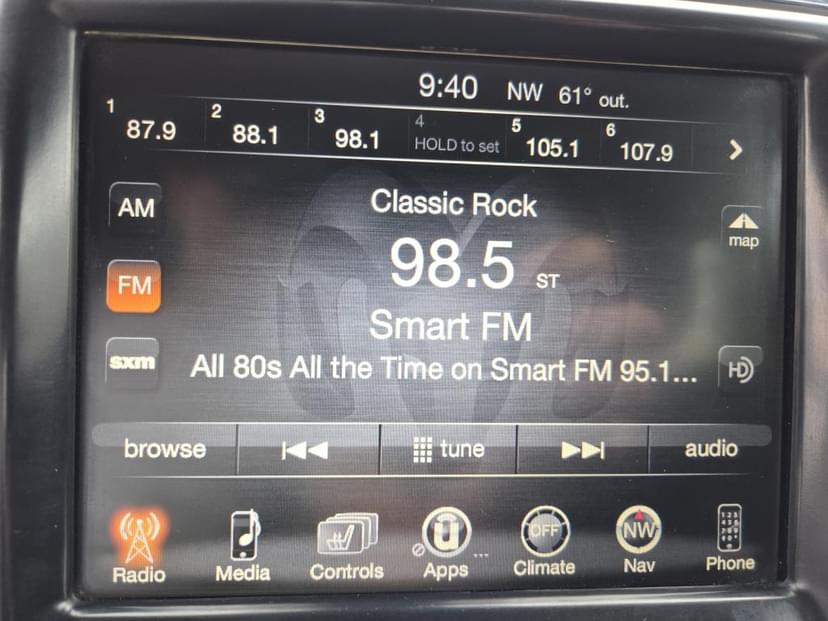 9:40 NW 61° out.
1 87.9 2 88.1 3 98.1 4 HOLD to set 5 105.1 6 107.9
AM
Classic Rock
map
FM
98.5 ST
Smart FM
sxm
All 80s All the Time on Smart FM 95.1...
HD
browse tune audio
OFF NW
Radio Media Controls Apps Climate Nav Phone